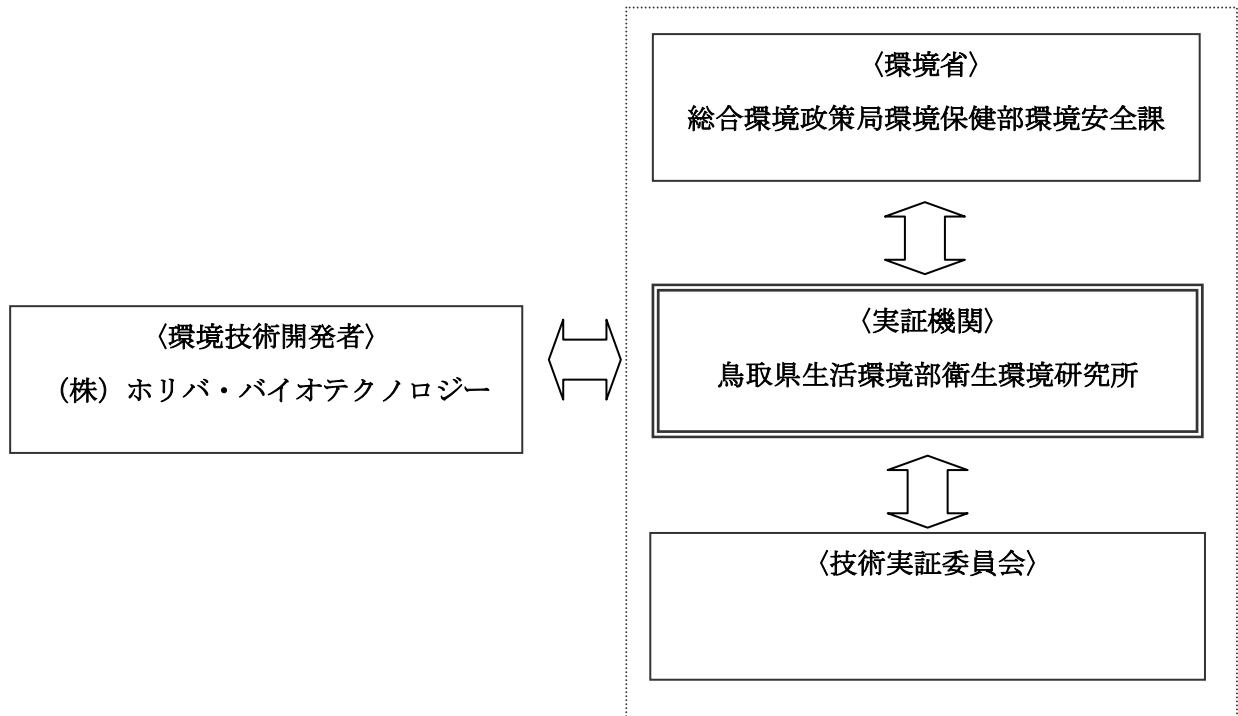 〈環境省〉
総合環境政策局環境保健部環境安全課
〈環境技術開発者〉
（株）ホリバ・バイオテクノロジー
〈実証機関〉
鳥取県生活環境部衛生環境研究所
〈技術実証委員会〉